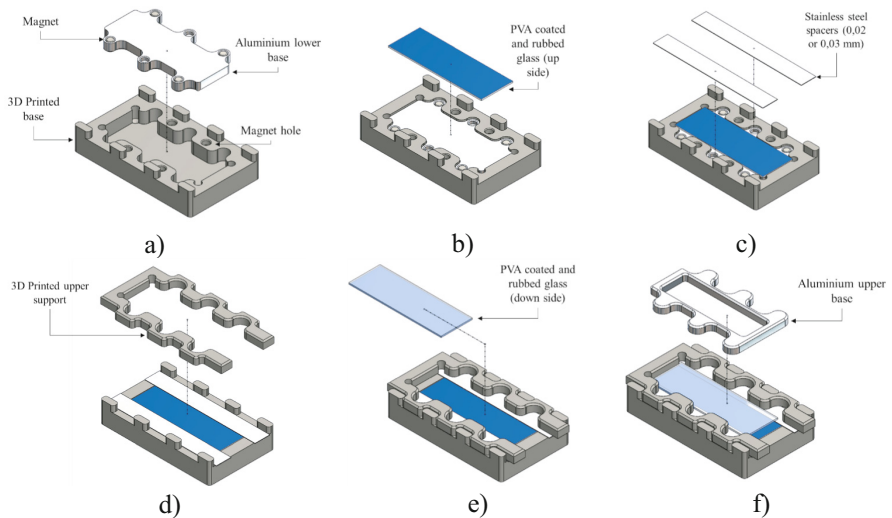 Magnet
Aluminium lower
base
3D Printed
base
Magnet hole
a)
PVA coated
and rubbed
glass (up
side)
b)
Stainless steel
spacers (0,02
or 0,03 mm)
c)
3D Printed upper
support
d)
PVA coated and
rubbed glass
(down side)
e)
Aluminium upper
base
f)